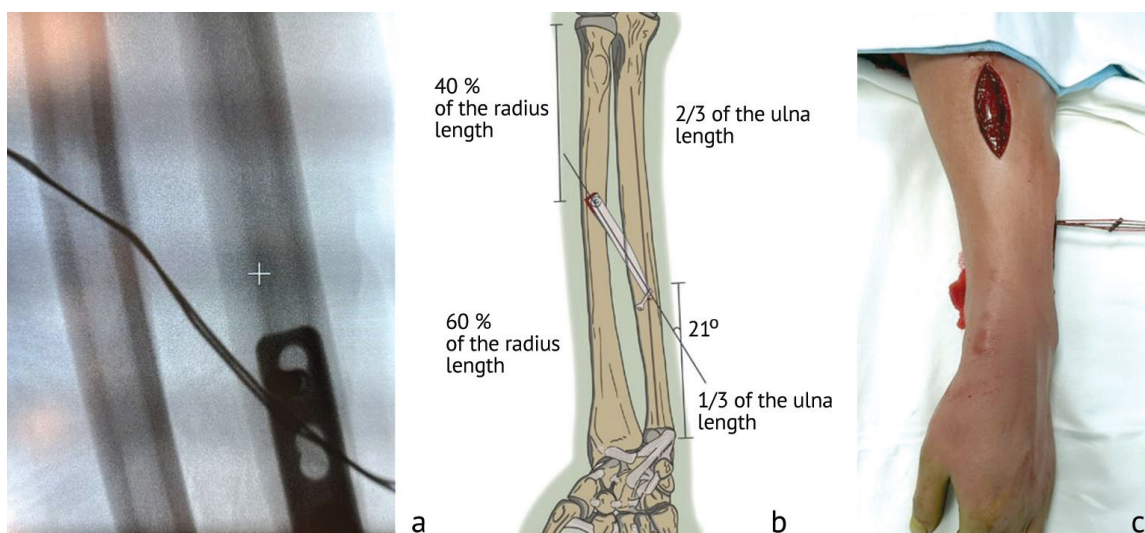 40 %
of the radius
length
2/3 of the ulna
length
60 %
of the radius
length
21º
1/3 of the ulna
length
a
b
c